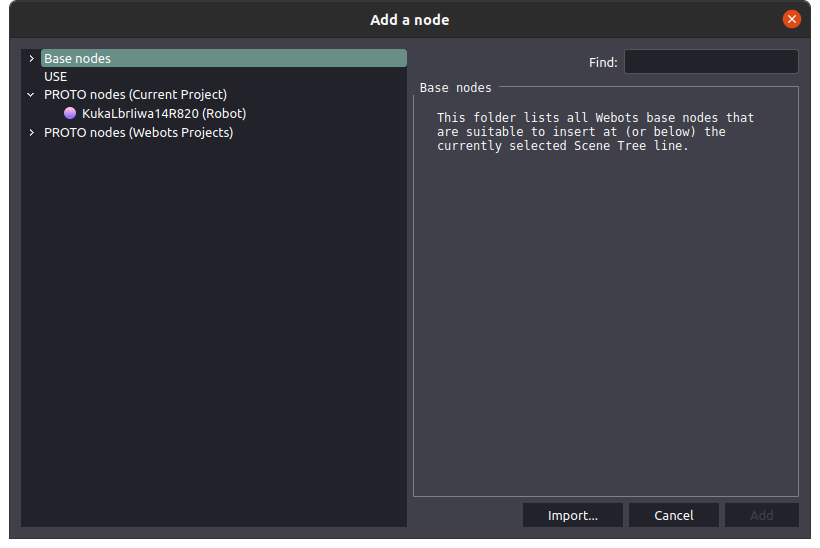 Add a node
Base nodes
USE
PROTO nodes (Current Project)
KukaLbrIiwa14R820 (Robot)
PROTO nodes (Webots Projects)
Find:
Base nodes
This folder lists all Webots base nodes that
are suitable to insert at (or below) the
currently selected Scene Tree line.
Import...
Cancel
Add